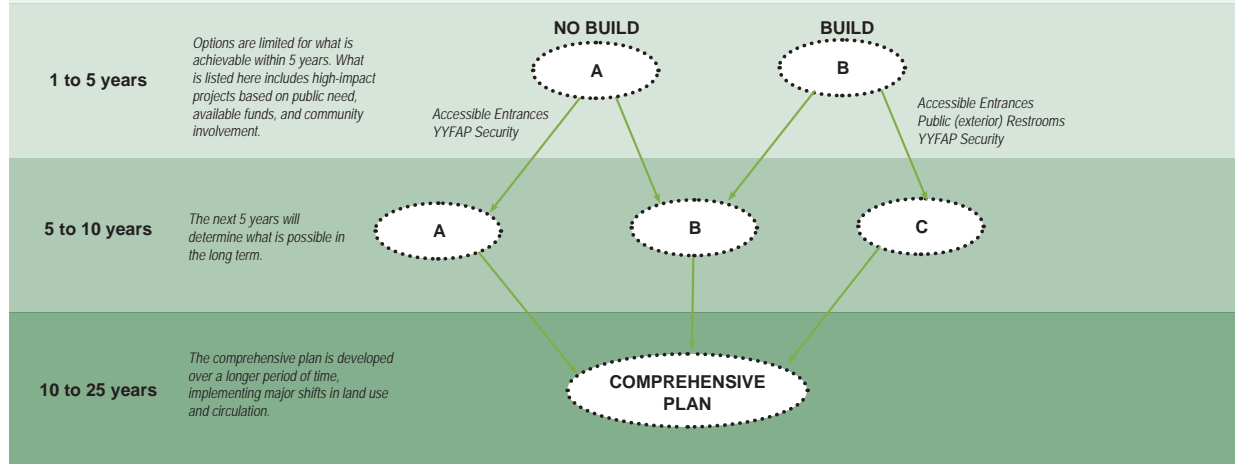 NO BUILD
BUILD
1 to 5 years
Options are limited for what is
achievable within 5 years. What
is listed here includes high-impact
projects based on public need,
available funds, and community
involvement.
A
B
Accessible Entrances
YYFAP Security
Accessible Entrances
Public (exterior) Restrooms
YYFAP Security
5 to 10 years
The next 5 years will
determine what is possible in
the long term.
A
B
C
10 to 25 years
The comprehensive plan is developed
over a longer period of time,
implementing major shifts in land use
and circulation.
COMPREHENSIVE
PLAN